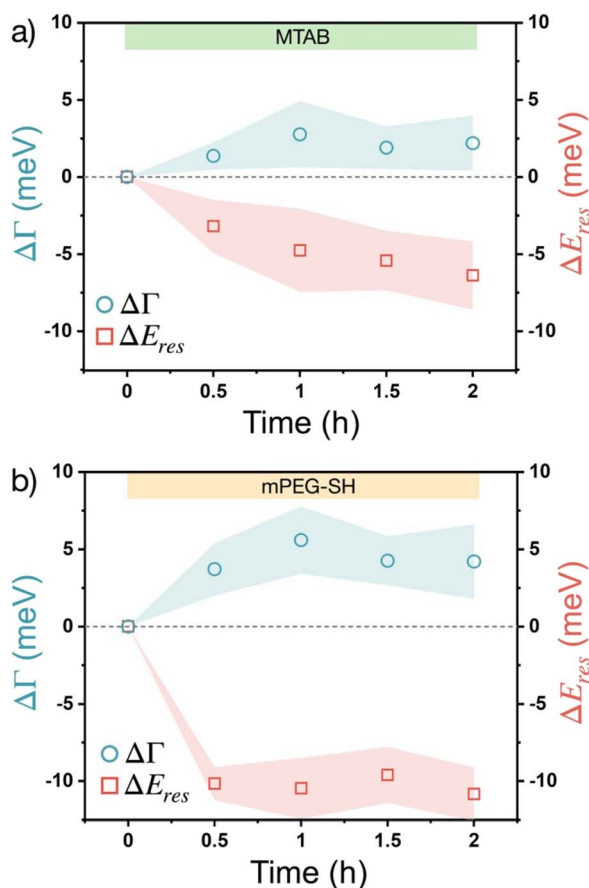 a)
MTAB
10
5
0
-5
-10
10
5
0
-5
-10
ΔΓ (meV)
ΔE_res (meV)
ΔΓ
ΔE_res
0 0.5 1 1.5 2
Time (h)
b)
mPEG-SH
10
5
0
-5
-10
10
5
0
-5
-10
ΔΓ (meV)
ΔE_res (meV)
ΔΓ
ΔE_res
0 0.5 1 1.5 2
Time (h)